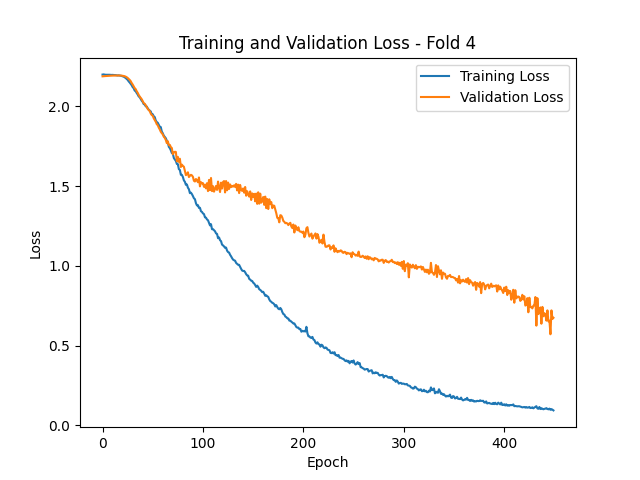 Training and Validation Loss - Fold 4
Training Loss
Validation Loss
2.0
1.5
1.0
0.5
0.0
Loss
0 100 200 300 400
Epoch